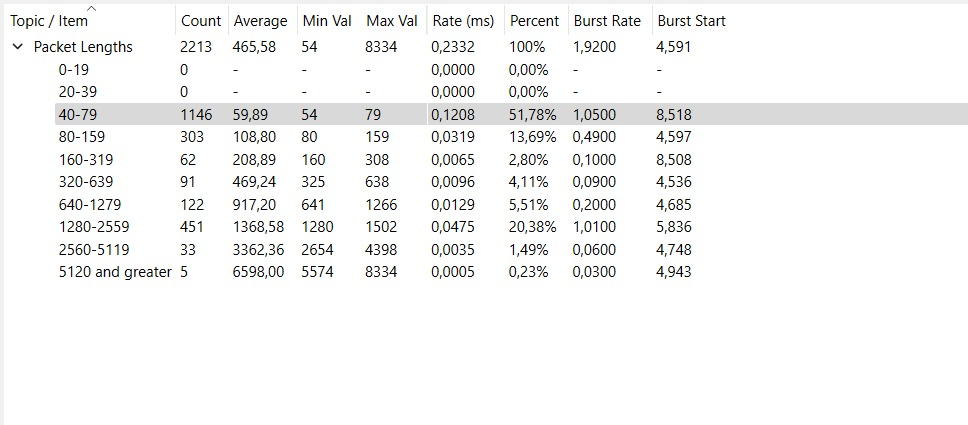 Topic / Item Count Average Min Val Max Val Rate (ms) Percent Burst Rate Burst Start
Packet Lengths 2213 465,58 54 8334 0,2332 100% 1,9200 4,591
0-19 0 - - - 0,0000 0,00% - -
20-39 0 - - - 0,0000 0,00% - -
40-79 1146 59,89 54 79 0,1208 51,78% 1,0500 8,518
80-159 303 108,80 80 159 0,0319 13,69% 0,4900 4,597
160-319 62 208,89 160 308 0,0065 2,80% 0,1000 8,508
320-639 91 469,24 325 638 0,0096 4,11% 0,0900 4,536
640-1279 122 917,20 641 1266 0,0129 5,51% 0,2000 4,685
1280-2559 451 1368,58 1280 1502 0,0475 20,38% 1,0100 5,836
2560-5119 33 3362,36 2654 4398 0,0035 1,49% 0,0600 4,748
5120 and greater 5 6598,00 5574 8334 0,0005 0,23% 0,0300 4,943